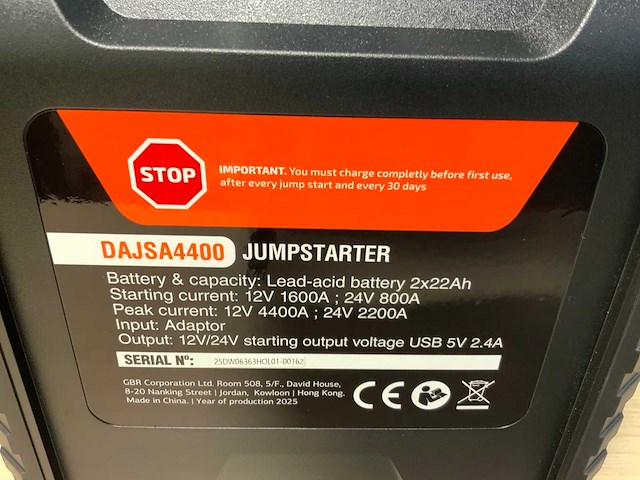 STOP
IMPORTANT. You must charge completly before first use,
after every jump start and every 30 days
DAJSA4400 JUMPSTARTER
Battery & capacity: Lead-acid battery 2x22Ah
Starting current: 12V 1600A ; 24V 800A
Peak current: 12V 4400A ; 24V 2200A
Input: Adaptor
Output: 12V/24V starting output voltage USB 5V 2.4A
SERIAL Nº: 25DW06363HOL01-00162
GBR Corporation Ltd. Room 508, 5/F., David House,
8-20 Nanking Street | Jordan, Kowloon | Hong Kong.
Made in China. | Year of production 2025
CE